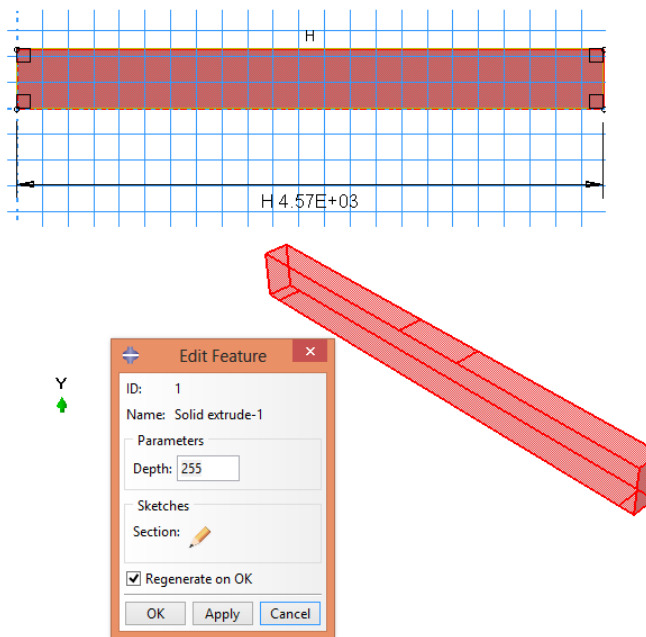 H
H 4.57E+03
Edit Feature
ID: 1
Name: Solid extrude-1
Parameters
Depth: 255
Sketches
Section:
Regenerate on OK
OK Apply Cancel
Y